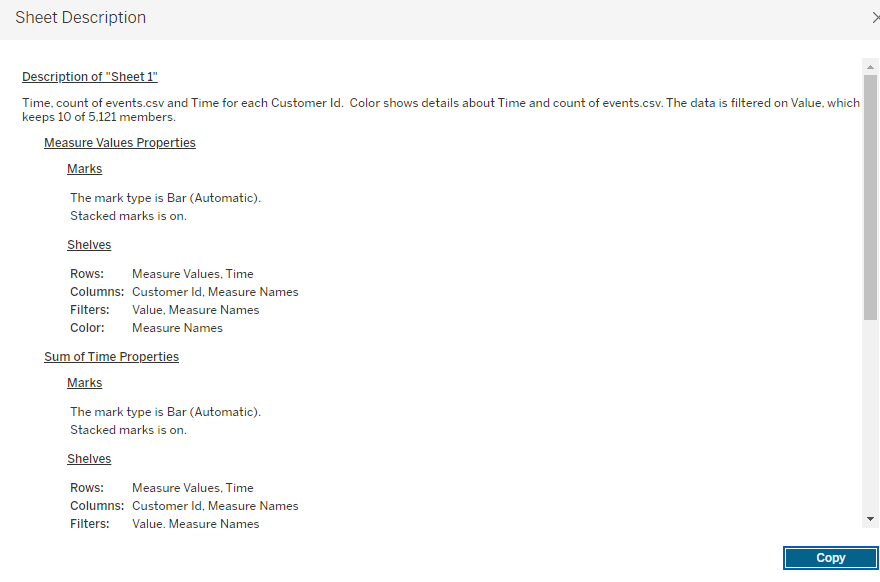 Sheet Description
Description of "Sheet 1"
Time, count of events.csv and Time for each Customer Id.  Color shows details about Time and count of events.csv. The data is filtered on Value, which
keeps 10 of 5,121 members.
Measure Values Properties
Marks
The mark type is Bar (Automatic).
Stacked marks is on.
Shelves
Rows: Measure Values, Time
Columns: Customer Id, Measure Names
Filters: Value, Measure Names
Color: Measure Names
Sum of Time Properties
Marks
The mark type is Bar (Automatic).
Stacked marks is on.
Shelves
Rows: Measure Values, Time
Columns: Customer Id, Measure Names
Filters: Value, Measure Names
Copy